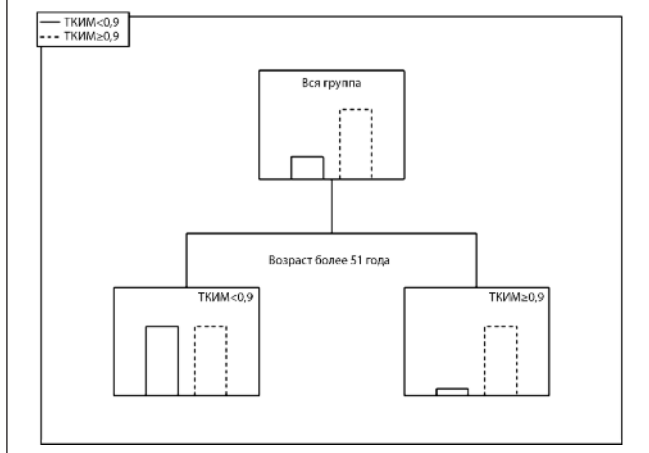 ТКИМ<0,9
ТКИМ≥0,9
Вся группа
Возраст более 51 года
ТКИМ<0,9
ТКИМ≥0,9